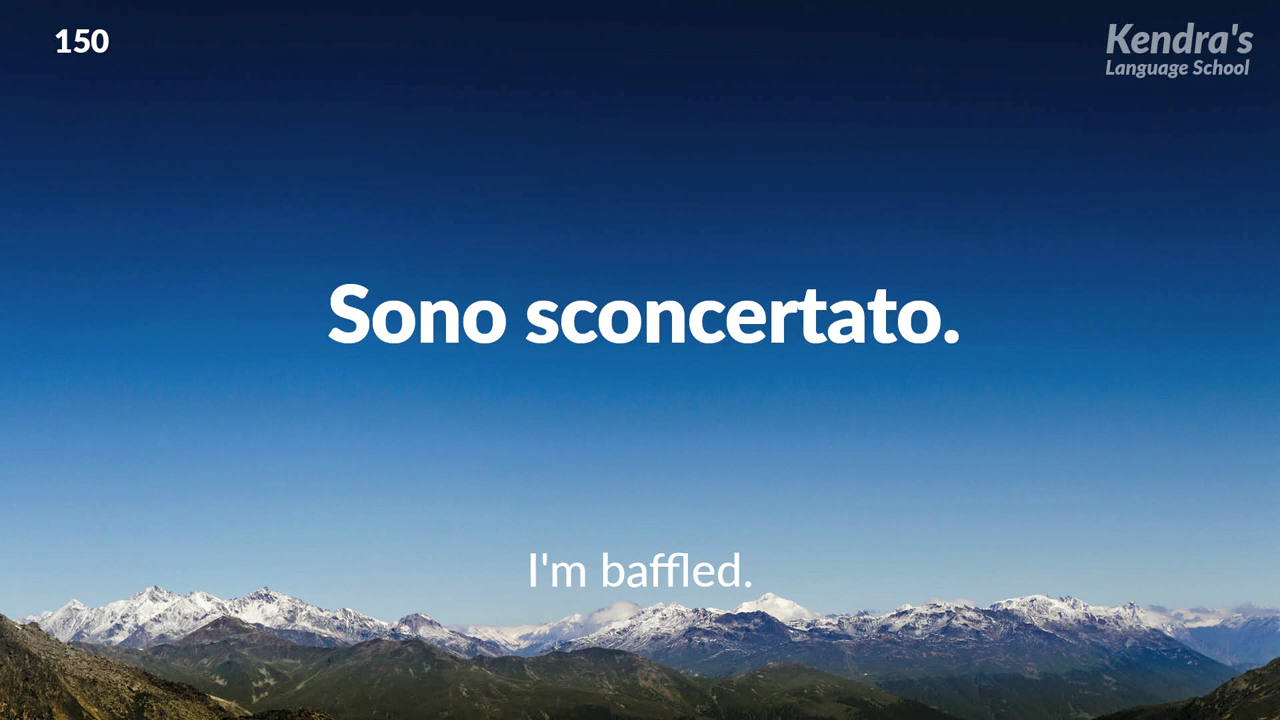 150
Kendra's
Language School
Sono sconcertato.
I'm baffled.